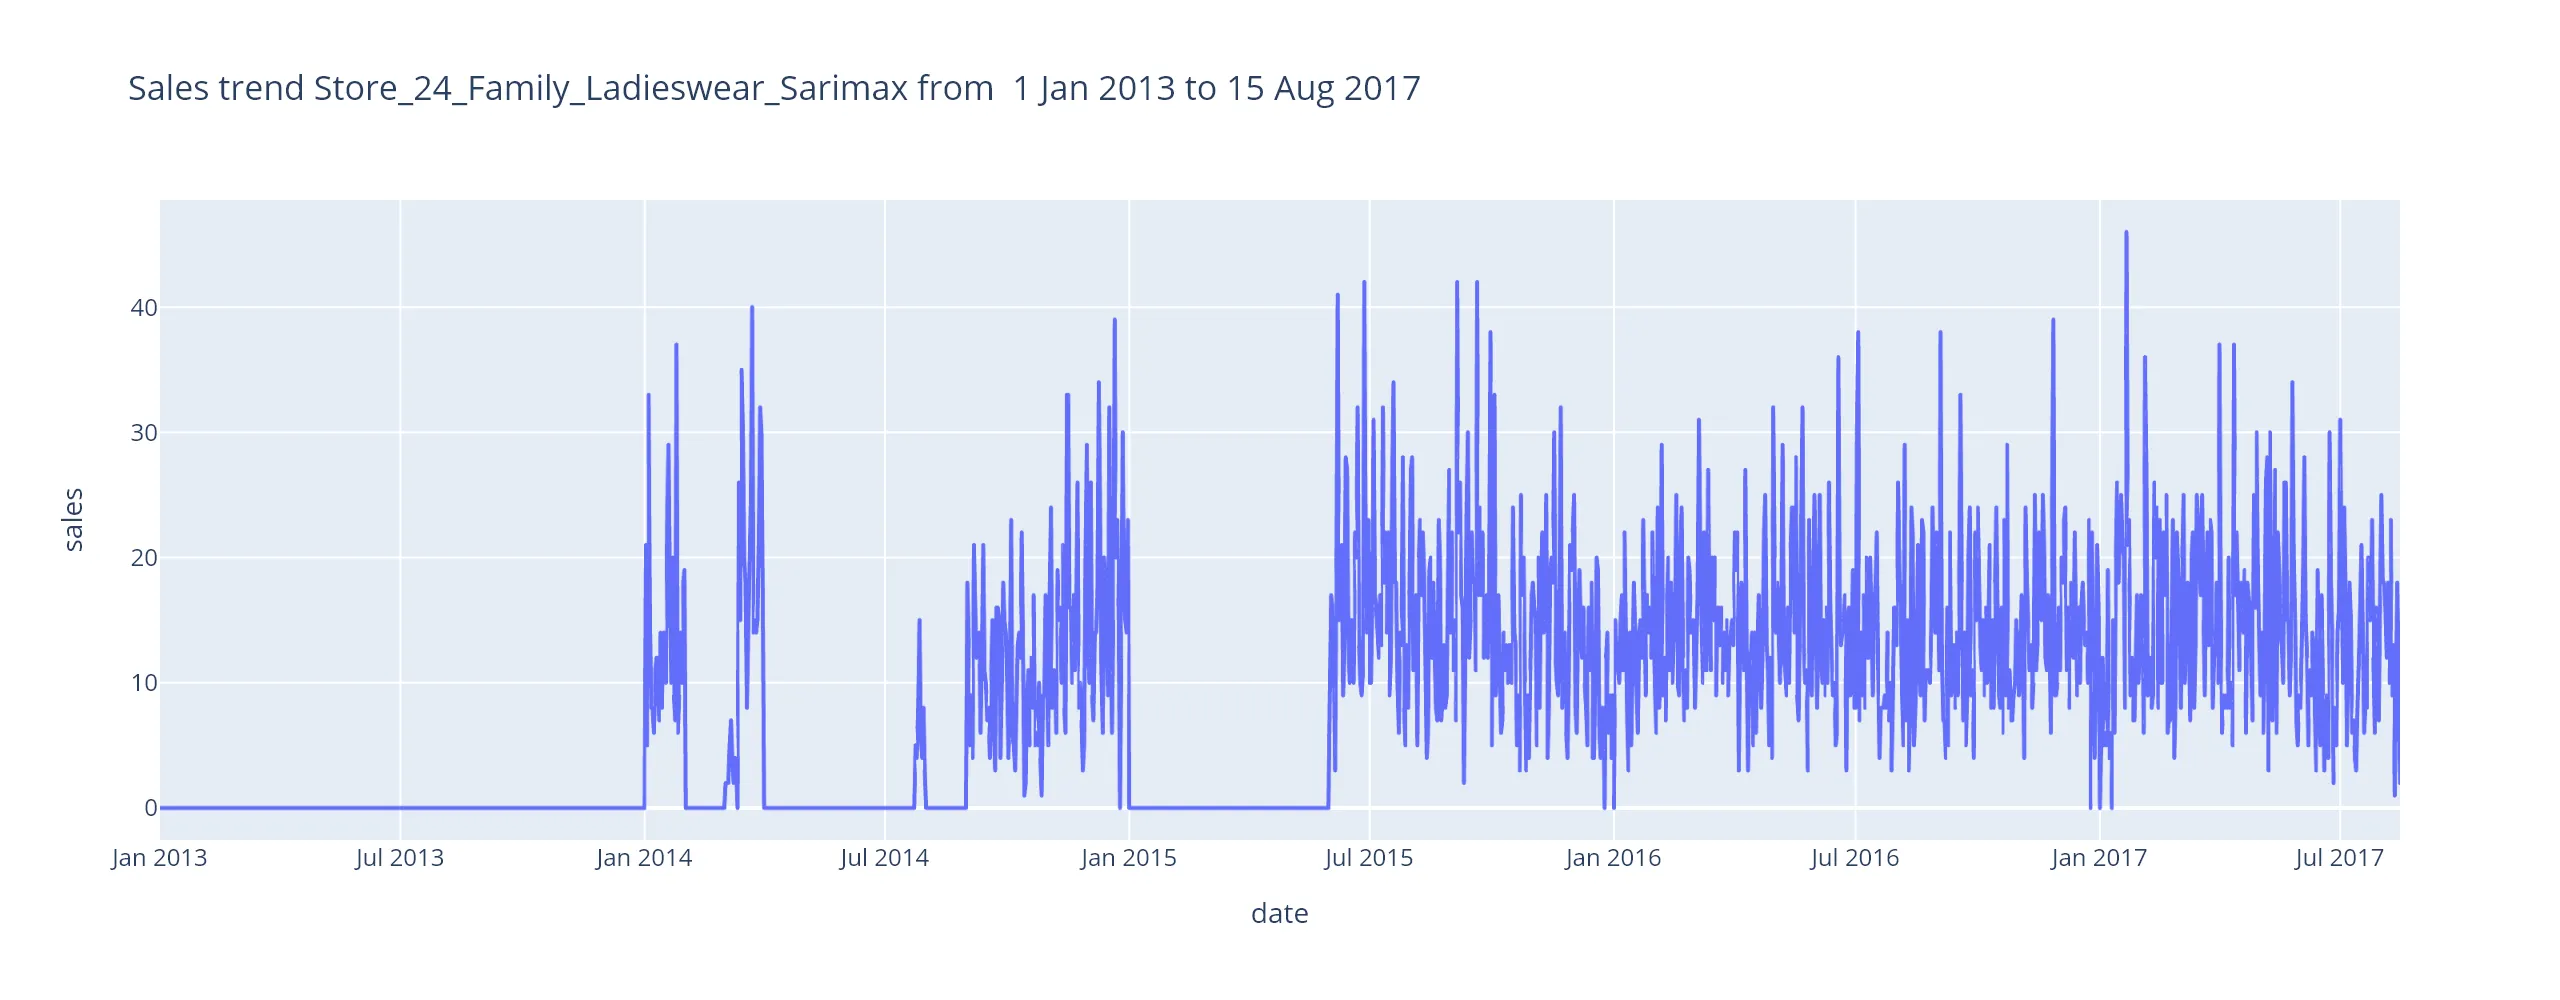 Sales trend Store_24_Family_Ladieswear_Sarimax from  1 Jan 2013 to 15 Aug 2017
sales
40
30
20
10
0
Jan 2013 Jul 2013 Jan 2014 Jul 2014 Jan 2015 Jul 2015 Jan 2016 Jul 2016 Jan 2017 Jul 2017
date